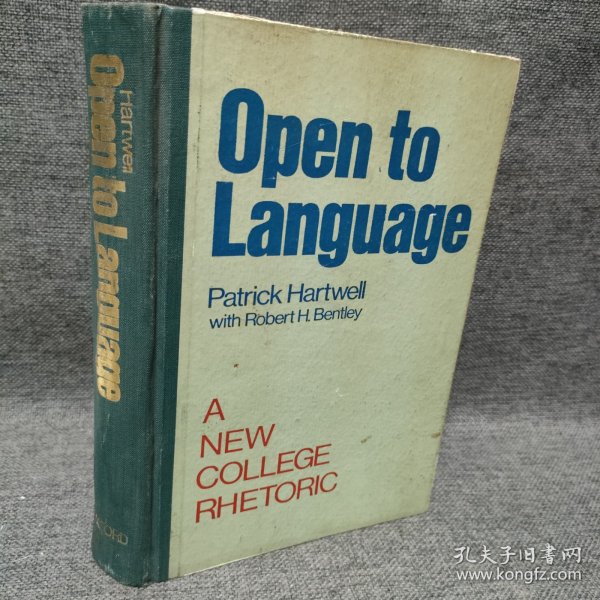 Hartwell
Open to Language
Open to
Language
Patrick Hartwell
with Robert H. Bentley
A
NEW
COLLEGE
RHETORIC
孔夫子旧书网
www.kongfz.com